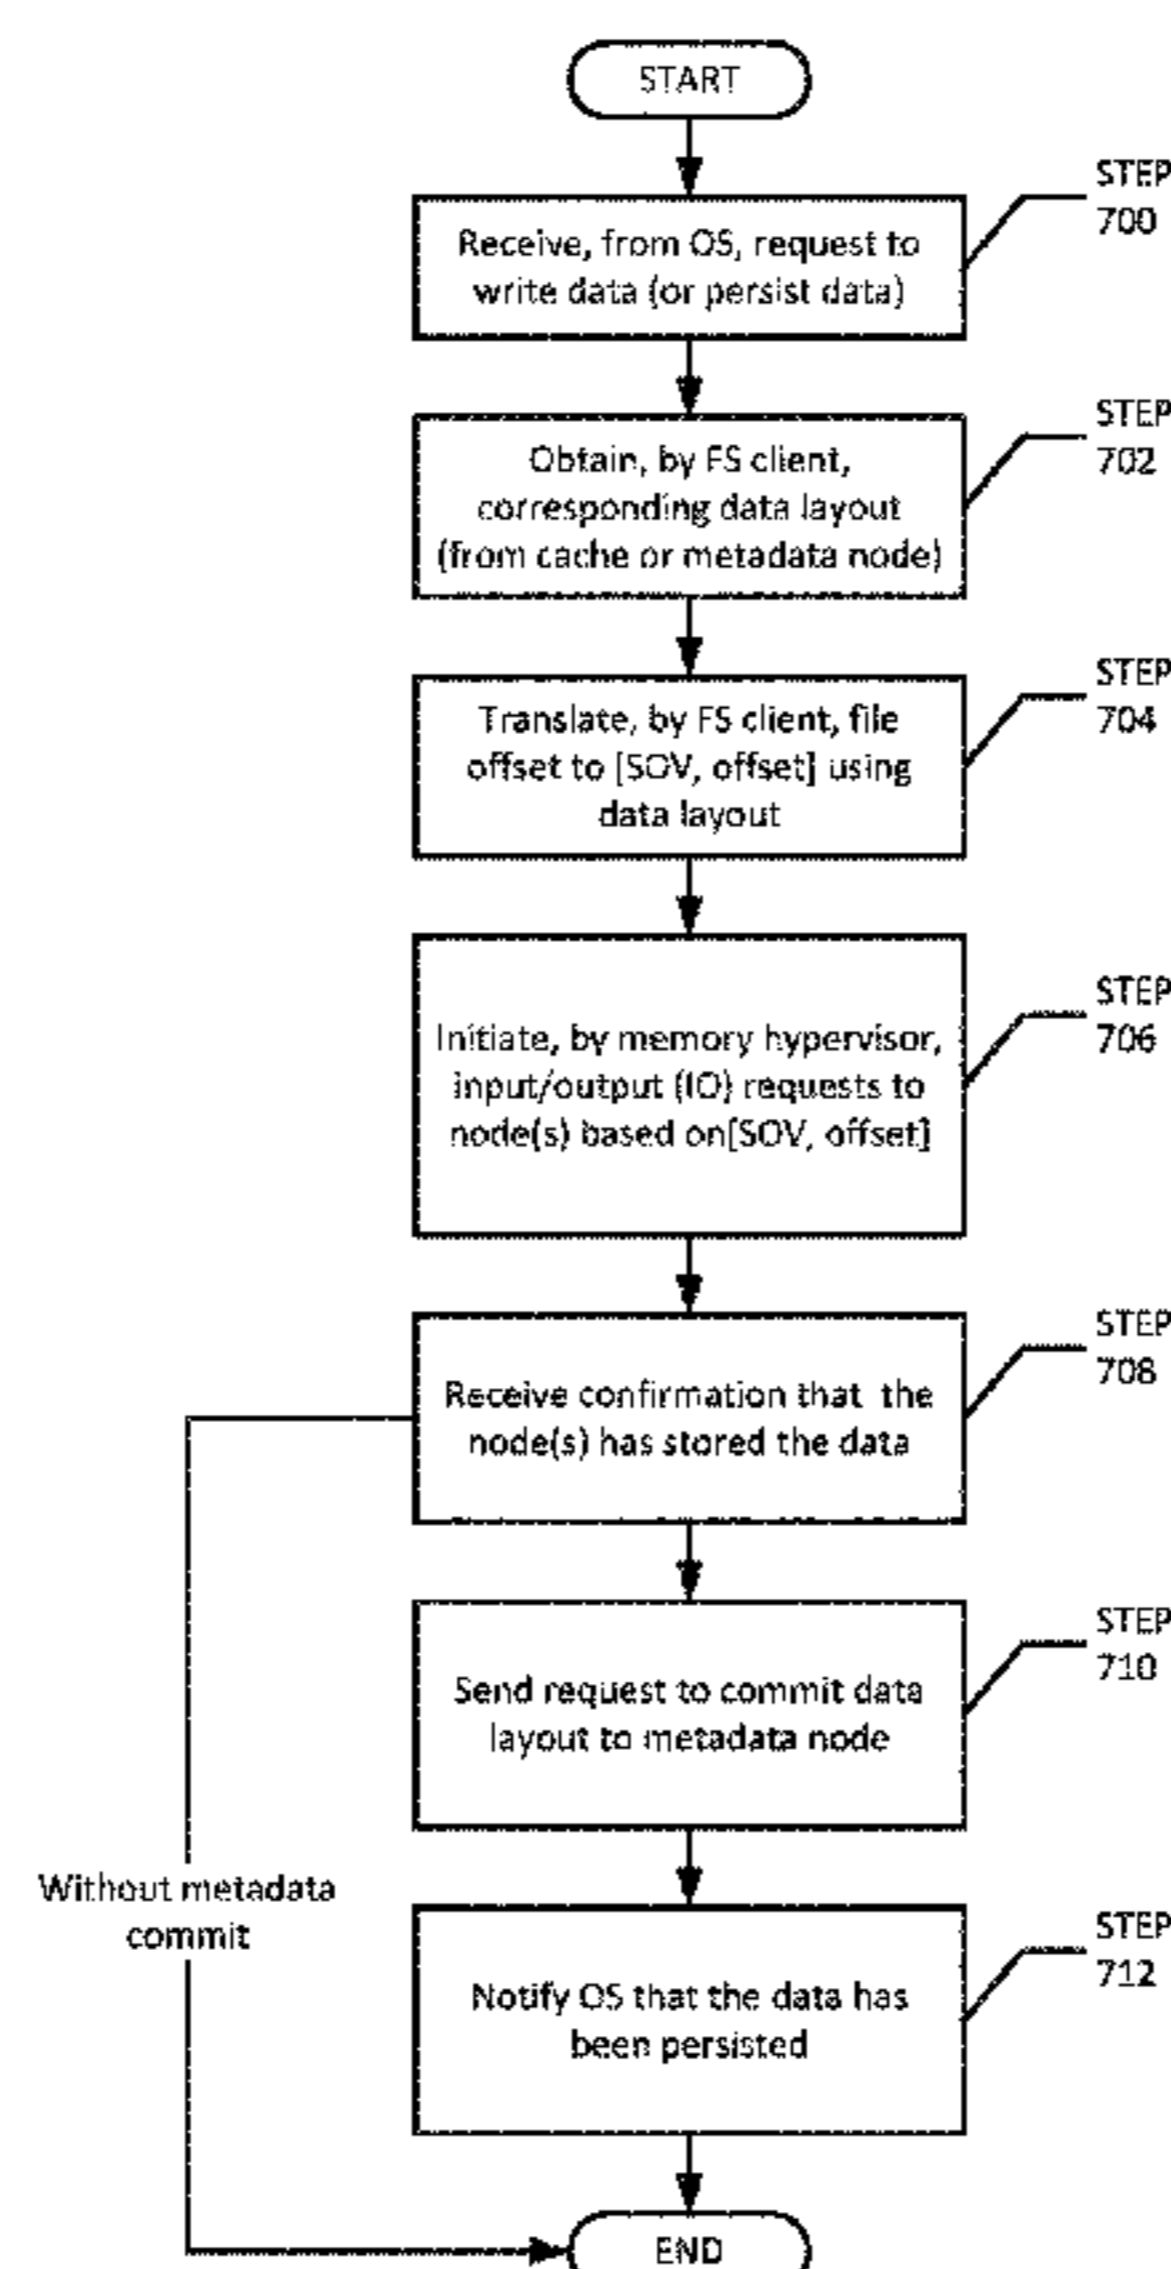 START
STEP
700
Receive, from OS, request to
write data (or persist data)
STEP
702
Obtain, by FS client,
corresponding data layout
(from cache or metadata node)
STEP
704
Translate, by FS client, file
offset to [SOV, offset] using
data layout
STEP
706
Initiate, by memory hypervisor,
input/output (IO) requests to
node(s) based on[SOV, offset]
STEP
708
Receive confirmation that the
node(s) has stored the data
STEP
710
Send request to commit data
layout to metadata node
Without metadata
commit
STEP
712
Notify OS that the data has
been persisted
END